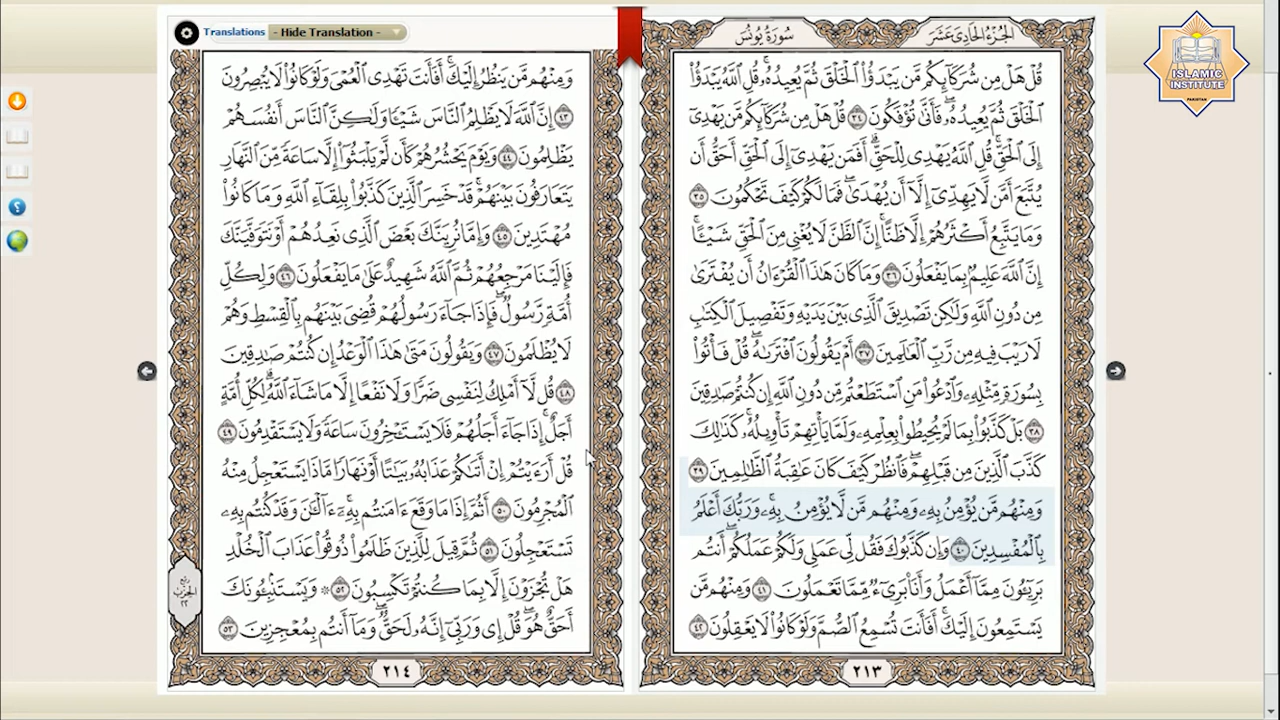 Translations
- Hide Translation -
ISLAMIC
INSTITUTE
PAKISTAN
الجزء الحادي عشر
سورة يونس
قُلْ هَلْ مِن شُرَكَآئِكُم مَّن يَبْدَؤُا۟ ٱلْخَلْقَ ثُمَّ يُعِيدُهُۥ ۚ قُلِ ٱللَّهُ يَبْدَؤُا۟
ٱلْخَلْقَ ثُمَّ يُعِيدُهُۥ ۖ فَأَنَّىٰ تُؤْفَكُونَ ٣٤ قُلْ هَلْ مِن شُرَكَآئِكُم مَّن يَهْدِىٓ
إِلَى ٱلْحَقِّ ۚ قُلِ ٱللَّهُ يَهْدِى لِلْحَقِّ ۗ أَفَمَن يَهْدِىٓ إِلَى ٱلْحَقِّ أَحَقُّ أَن
يُتَّبَعَ أَمَّن لَّا يَهِدِّىٓ إِلَّآ أَن يُهْدَىٰ ۖ فَمَا لَكُمْ كَيْفَ تَحْكُمُونَ ٣٥
وَمَا يَتَّبِعُ أَكْثَرُهُمْ إِلَّا ظَنًّا ۚ إِنَّ ٱلظَّنَّ لَا يُغْنِى مِنَ ٱلْحَقِّ شَيْـًٔا ۚ
إِنَّ ٱللَّهَ عَلِيمٌۢ بِمَا يَفْعَلُونَ ٣٦ وَمَا كَانَ هَـٰذَا ٱلْقُرْءَانُ أَن يُفْتَرَىٰ
مِن دُونِ ٱللَّهِ وَلَـٰكِن تَصْدِيقَ ٱلَّذِى بَيْنَ يَدَيْهِ وَتَفْصِيلَ ٱلْكِتَـٰبِ
لَا رَيْبَ فِيهِ مِن رَّبِّ ٱلْعَـٰلَمِينَ ٣٧ أَمْ يَقُولُونَ ٱفْتَرَىٰهُ ۖ قُلْ فَأْتُوا۟
بِسُورَةٍ مِّثْلِهِۦ وَٱدْعُوا۟ مَنِ ٱسْتَطَعْتُم مِّن دُونِ ٱللَّهِ إِن كُنتُمْ صَـٰدِقِينَ
٣٨ بَلْ كَذَّبُوا۟ بِمَا لَمْ يُحِيطُوا۟ بِعِلْمِهِۦ وَلَمَّا يَأْتِهِمْ تَأْوِيلُهُۥ ۚ كَذَٰلِكَ
كَذَّبَ ٱلَّذِينَ مِن قَبْلِهِمْ ۖ فَٱنظُرْ كَيْفَ كَانَ عَـٰقِبَةُ ٱلظَّـٰلِمِينَ ٣٩
وَمِنْهُم مَّن يُؤْمِنُ بِهِۦ وَمِنْهُم مَّن لَّا يُؤْمِنُ بِهِۦ ۚ وَرَبُّكَ أَعْلَمُ
بِٱلْمُفْسِدِينَ ٤٠ وَإِن كَذَّبُوكَ فَقُل لِّى عَمَلِى وَلَكُمْ عَمَلُكُمْ ۖ أَنتُم
بَرِيٓـُٔونَ مِمَّآ أَعْمَلُ وَأَنَا۠ بَرِىٓءٌ مِّمَّا تَعْمَلُونَ ٤١ وَمِنْهُم مَّن
يَسْتَمِعُونَ إِلَيْكَ ۚ أَفَأَنتَ تُسْمِعُ ٱلصُّمَّ وَلَوْ كَانُوا۟ لَا يَعْقِلُونَ ٤٢
٢١٣
وَمِنْهُم مَّن يَنظُرُ إِلَيْكَ ۚ أَفَأَنتَ تَهْدِى ٱلْعُمْىَ وَلَوْ كَانُوا۟ لَا يُبْصِرُونَ
٤٣ إِنَّ ٱللَّهَ لَا يَظْلِمُ ٱلنَّاسَ شَيْـًٔا وَلَـٰكِنَّ ٱلنَّاسَ أَنفُسَهُمْ
يَظْلِمُونَ ٤٤ وَيَوْمَ يَحْشُرُهُمْ كَأَن لَّمْ يَلْبَثُوٓا۟ إِلَّا سَاعَةً مِّنَ ٱلنَّهَارِ
يَتَعَارَفُونَ بَيْنَهُمْ ۚ قَدْ خَسِرَ ٱلَّذِينَ كَذَّبُوا۟ بِلِقَآءِ ٱللَّهِ وَمَا كَانُوا۟
مُهْتَدِينَ ٤٥ وَإِمَّا نُرِيَنَّكَ بَعْضَ ٱلَّذِى نَعِدُهُمْ أَوْ نَتَوَفَّيَنَّكَ
فَإِلَيْنَا مَرْجِعُهُمْ ثُمَّ ٱللَّهُ شَهِيدٌ عَلَىٰ مَا يَفْعَلُونَ ٤٦ وَلِكُلِّ
أُمَّةٍ رَّسُولٌ ۖ فَإِذَا جَآءَ رَسُولُهُمْ قُضِىَ بَيْنَهُم بِٱلْقِسْطِ وَهُمْ
لَا يُظْلَمُونَ ٤٧ وَيَقُولُونَ مَتَىٰ هَـٰذَا ٱلْوَعْدُ إِن كُنتُمْ صَـٰدِقِينَ
٤٨ قُل لَّآ أَمْلِكُ لِنَفْسِى ضَرًّا وَلَا نَفْعًا إِلَّا مَا شَآءَ ٱللَّهُ ۗ لِكُلِّ أُمَّةٍ
أَجَلٌ ۚ إِذَا جَآءَ أَجَلُهُمْ فَلَا يَسْتَـْٔخِرُونَ سَاعَةً وَلَا يَسْتَقْدِمُونَ ٤٩
قُلْ أَرَءَيْتُمْ إِنْ أَتَىٰكُمْ عَذَابُهُۥ بَيَـٰتًا أَوْ نَهَارًا مَّاذَا يَسْتَعْجِلُ مِنْهُ
ٱلْمُجْرِمُونَ ٥٠ أَثُمَّ إِذَا مَا وَقَعَ ءَامَنتُم بِهِۦٓ ۚ ءَآلْـَٔـٰنَ وَقَدْ كُنتُم بِهِۦ
تَسْتَعْجِلُونَ ٥١ ثُمَّ قِيلَ لِلَّذِينَ ظَلَمُوا۟ ذُوقُوا۟ عَذَابَ ٱلْخُلْدِ
هَلْ تُجْزَوْنَ إِلَّا بِمَا كُنتُمْ تَكْسِبُونَ ٥٢ ۞ وَيَسْتَنۢبِـُٔونَكَ
أَحَقٌّ هُوَ ۖ قُلْ إِى وَرَبِّىٓ إِنَّهُۥ لَحَقٌّ ۖ وَمَآ أَنتُم بِمُعْجِزِينَ ٥٣
٢١٤
ربع
الحزب
٢٢